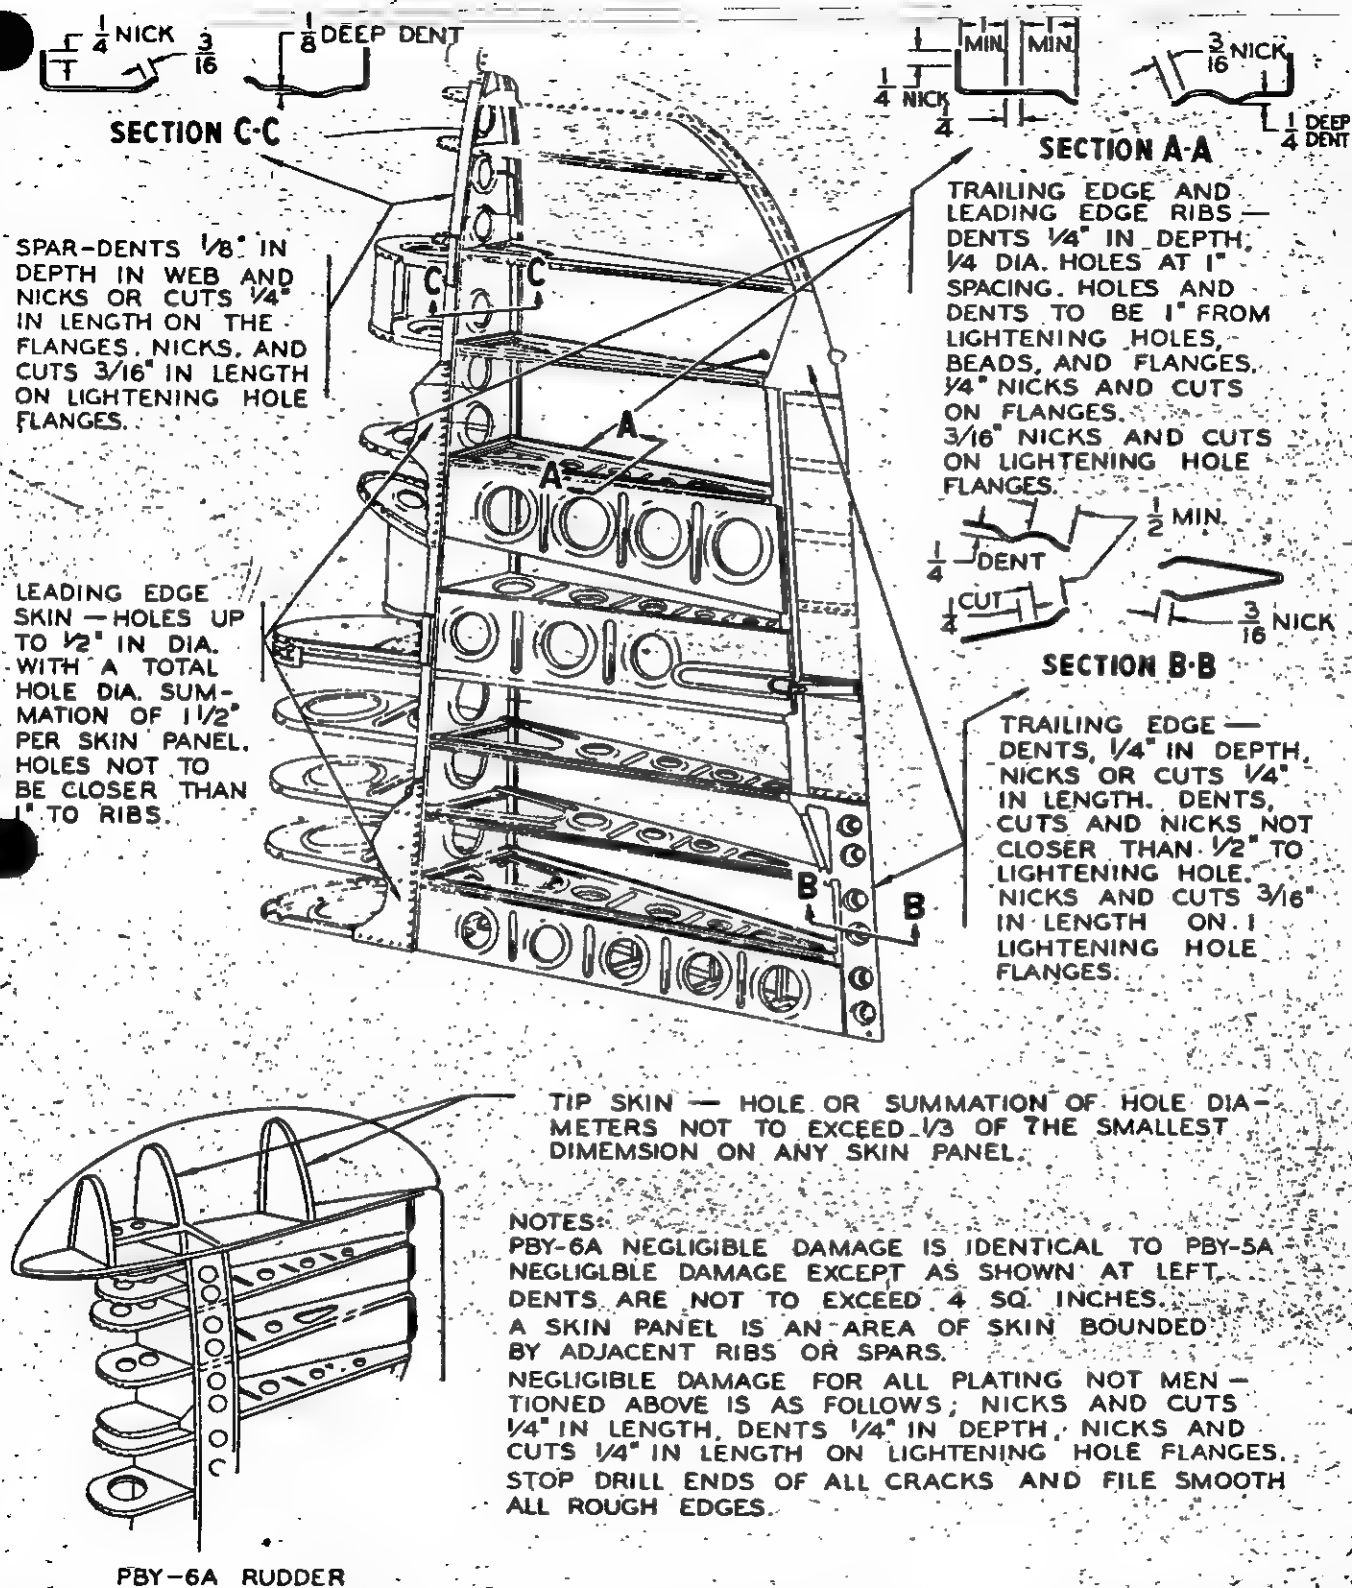 1/4 NICK
3/16
1/8 DEEP DENT
SECTION C-C
SPAR-DENTS 1/8" IN
DEPTH IN WEB AND
NICKS OR CUTS 1/4"
IN LENGTH ON THE
FLANGES. NICKS, AND
CUTS 3/16" IN LENGTH
ON LIGHTENING HOLE
FLANGES.
LEADING EDGE
SKIN — HOLES UP
TO 1/2" IN DIA.
WITH A TOTAL
HOLE DIA. SUM-
MATION OF 1 1/2"
PER SKIN PANEL.
HOLES NOT TO
BE CLOSER THAN
1" TO RIBS.
C C
A
A
B B
1 MIN. 1 MIN.
1/4 NICK
1/4
3/16 NICK
1/4 DEEP DENT
SECTION A-A
TRAILING EDGE AND
LEADING EDGE RIBS —
DENTS 1/4" IN DEPTH,
1/4 DIA. HOLES AT 1"
SPACING. HOLES AND
DENTS TO BE 1" FROM
LIGHTENING HOLES,
BEADS, AND FLANGES.
1/4" NICKS AND CUTS
ON FLANGES.
3/16" NICKS AND CUTS
ON LIGHTENING HOLE
FLANGES.
1/2 MIN.
1/4 DENT
1/4 CUT
3/16 NICK
SECTION B-B
TRAILING EDGE —
DENTS, 1/4" IN DEPTH,
NICKS OR CUTS 1/4"
IN LENGTH. DENTS,
CUTS AND NICKS NOT
CLOSER THAN 1/2" TO
LIGHTENING HOLE.
NICKS AND CUTS 3/16"
IN LENGTH ON
LIGHTENING HOLE
FLANGES.
TIP SKIN — HOLE OR SUMMATION OF HOLE DIA-
METERS NOT TO EXCEED 1/3 OF THE SMALLEST
DIMEMSION ON ANY SKIN PANEL.
NOTES:
PBY-6A NEGLIGIBLE DAMAGE IS IDENTICAL TO PBY-5A
NEGLIGLBLE DAMAGE EXCEPT AS SHOWN AT LEFT
DENTS ARE NOT TO EXCEED 4 SQ. INCHES.
A SKIN PANEL IS AN AREA OF SKIN BOUNDED
BY ADJACENT RIBS OR SPARS.
NEGLIGIBLE DAMAGE FOR ALL PLATING NOT MEN-
TIONED ABOVE IS AS FOLLOWS; NICKS AND CUTS
1/4" IN LENGTH, DENTS 1/4" IN DEPTH, NICKS AND
CUTS 1/4" IN LENGTH ON LIGHTENING HOLE FLANGES.
STOP DRILL ENDS OF ALL CRACKS AND FILE SMOOTH
ALL ROUGH EDGES.
PBY-6A RUDDER